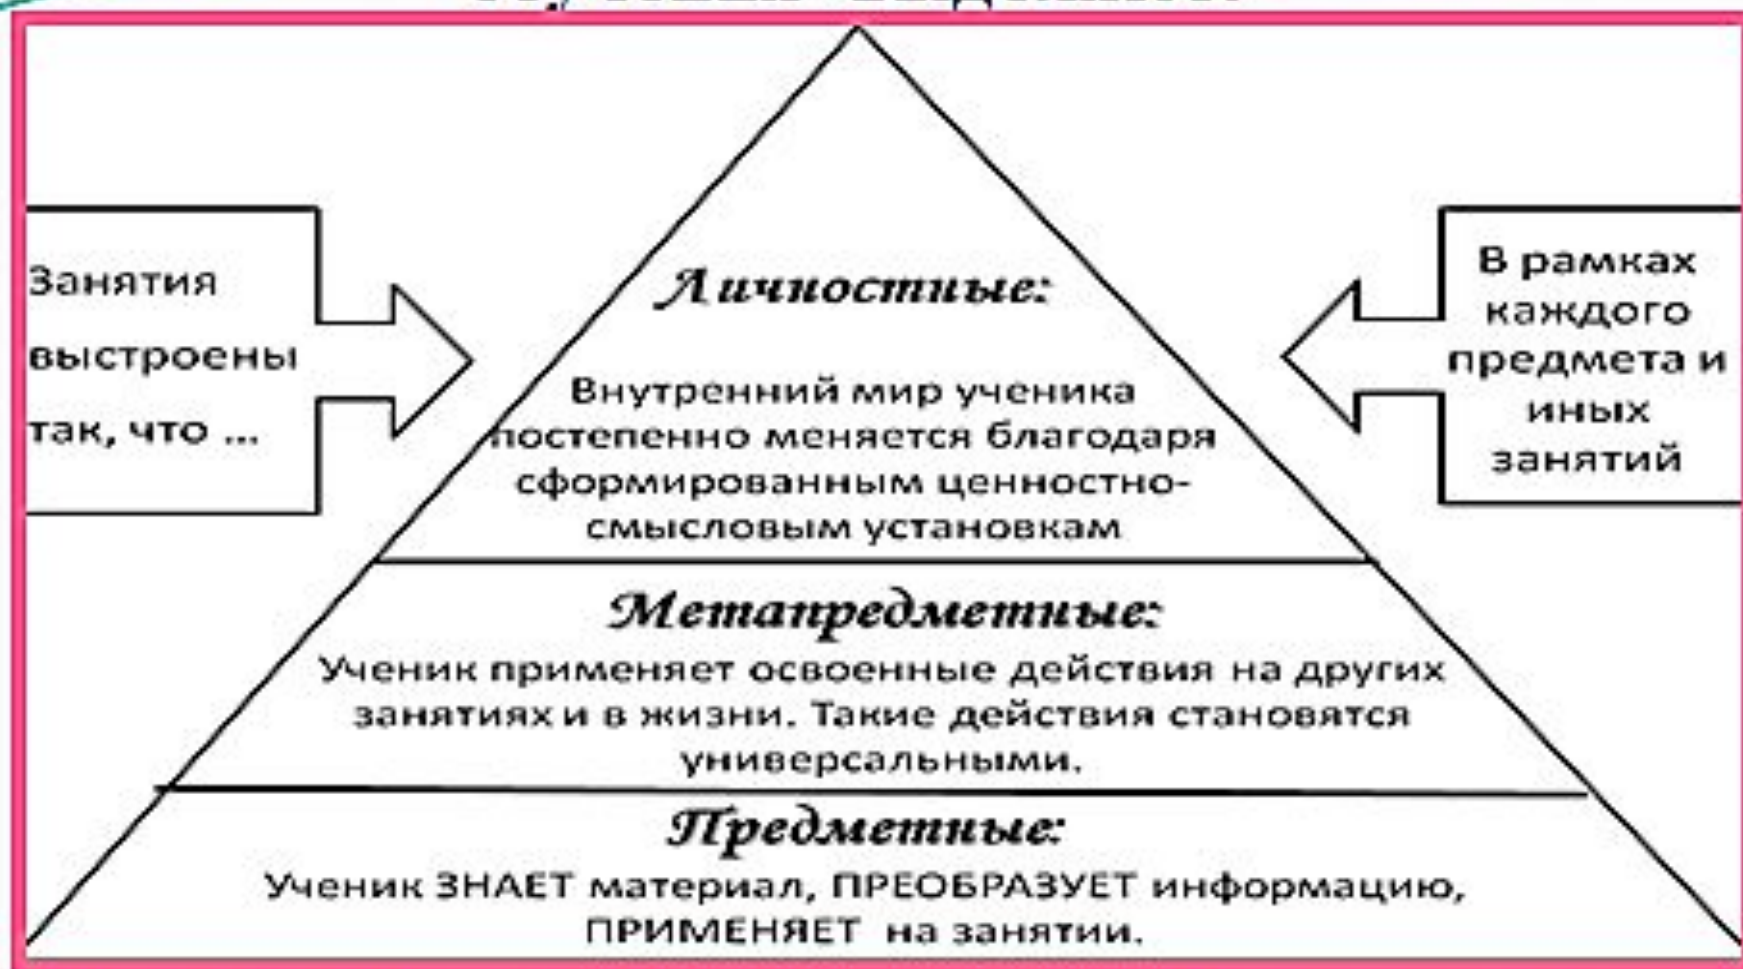 Занятия
выстроены
так, что ...
Личностные:
Внутренний мир ученика
постепенно меняется благодаря
сформированным ценностно-
смысловым установкам
Метапредметные:
Ученик применяет освоенные действия на других
занятиях и в жизни. Такие действия становятся
универсальными.
Предметные:
Ученик ЗНАЕТ материал, ПРЕОБРАЗУЕТ информацию,
ПРИМЕНЯЕТ на занятии.
В рамках
каждого
предмета и
иных
занятий